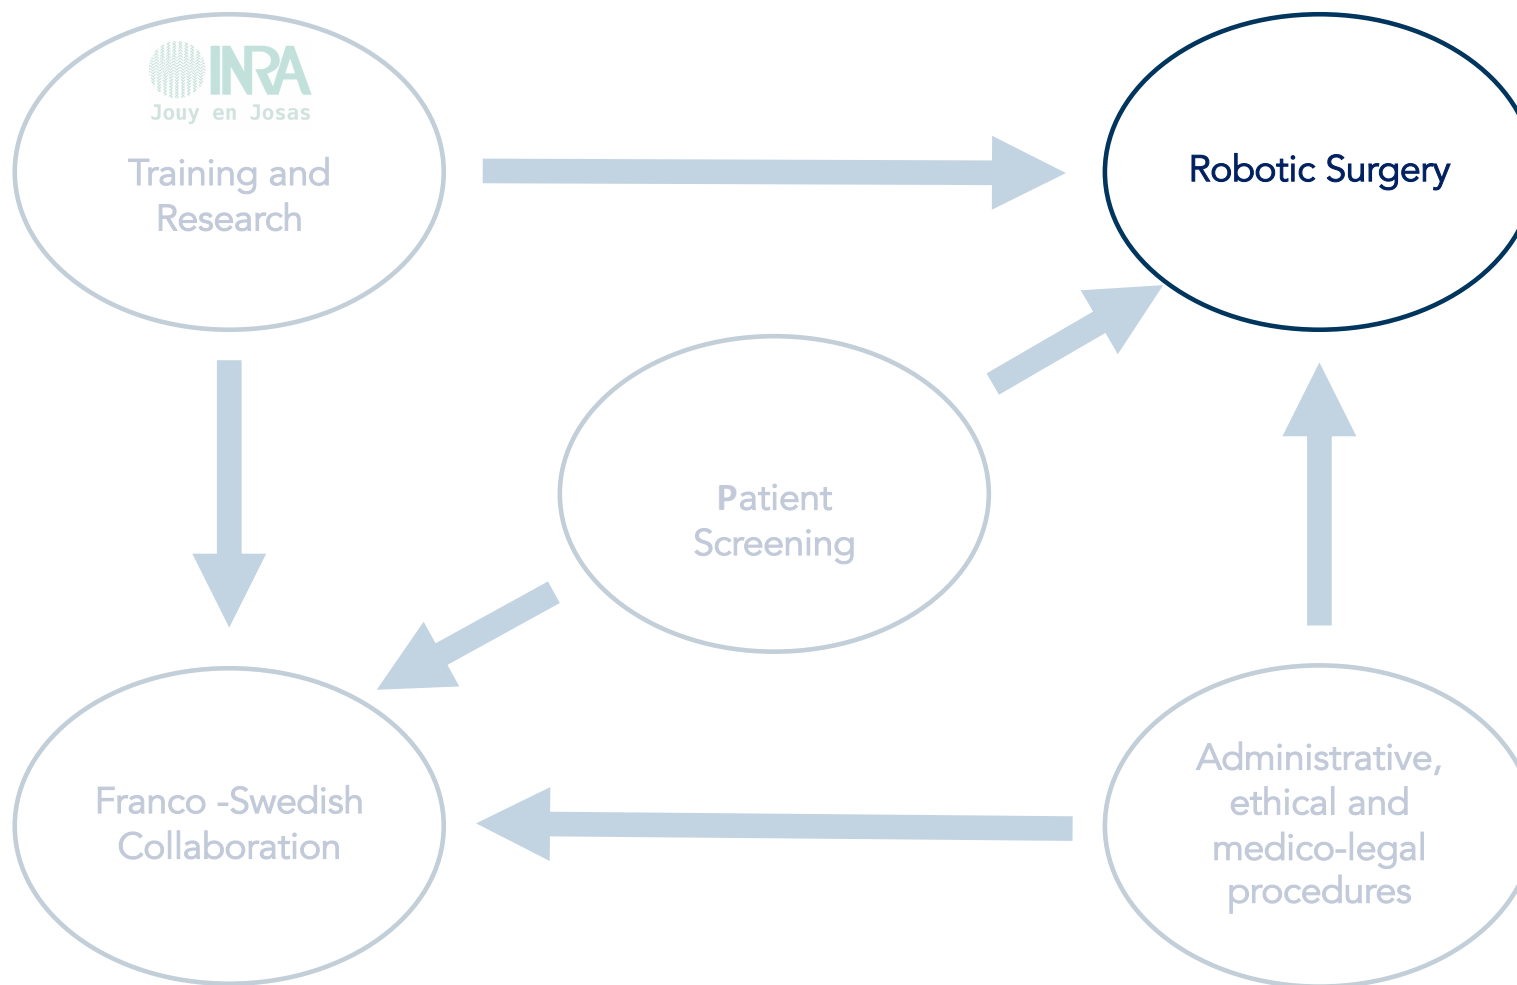 INRA
Jouy en Josas
Training and
Research
Robotic Surgery
Patient
Screening
Franco -Swedish
Collaboration
Administrative,
ethical and
medico-legal
procedures